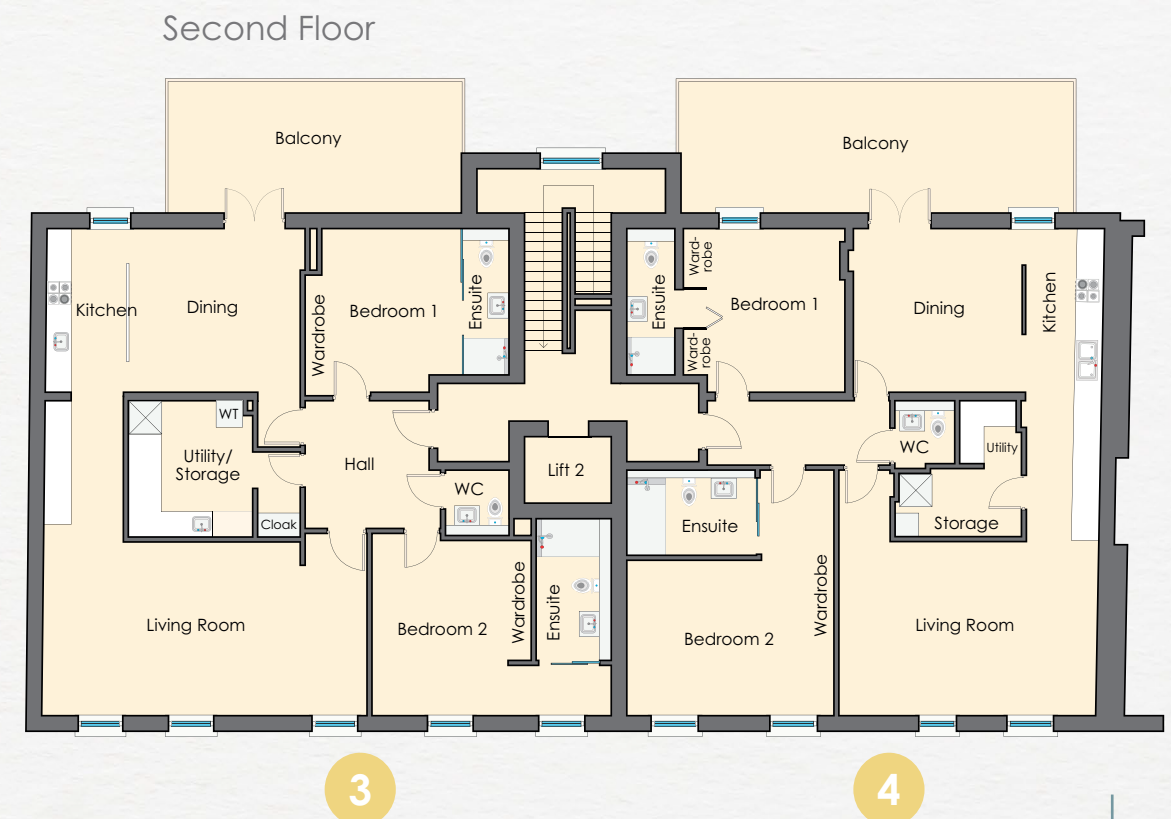 Second Floor
Balcony
Balcony
Kitchen
Dining
Wardrobe
Bedroom 1
Ensuite
Ensuite
Ward-
robe
Ward-
robe
Bedroom 1
Dining
Kitchen
WT
Utility/
Storage
Cloak
Hall
WC
Lift 2
WC
Utility
Storage
Ensuite
Living Room
Bedroom 2
Wardrobe
Ensuite
Bedroom 2
Wardrobe
Living Room
3
4